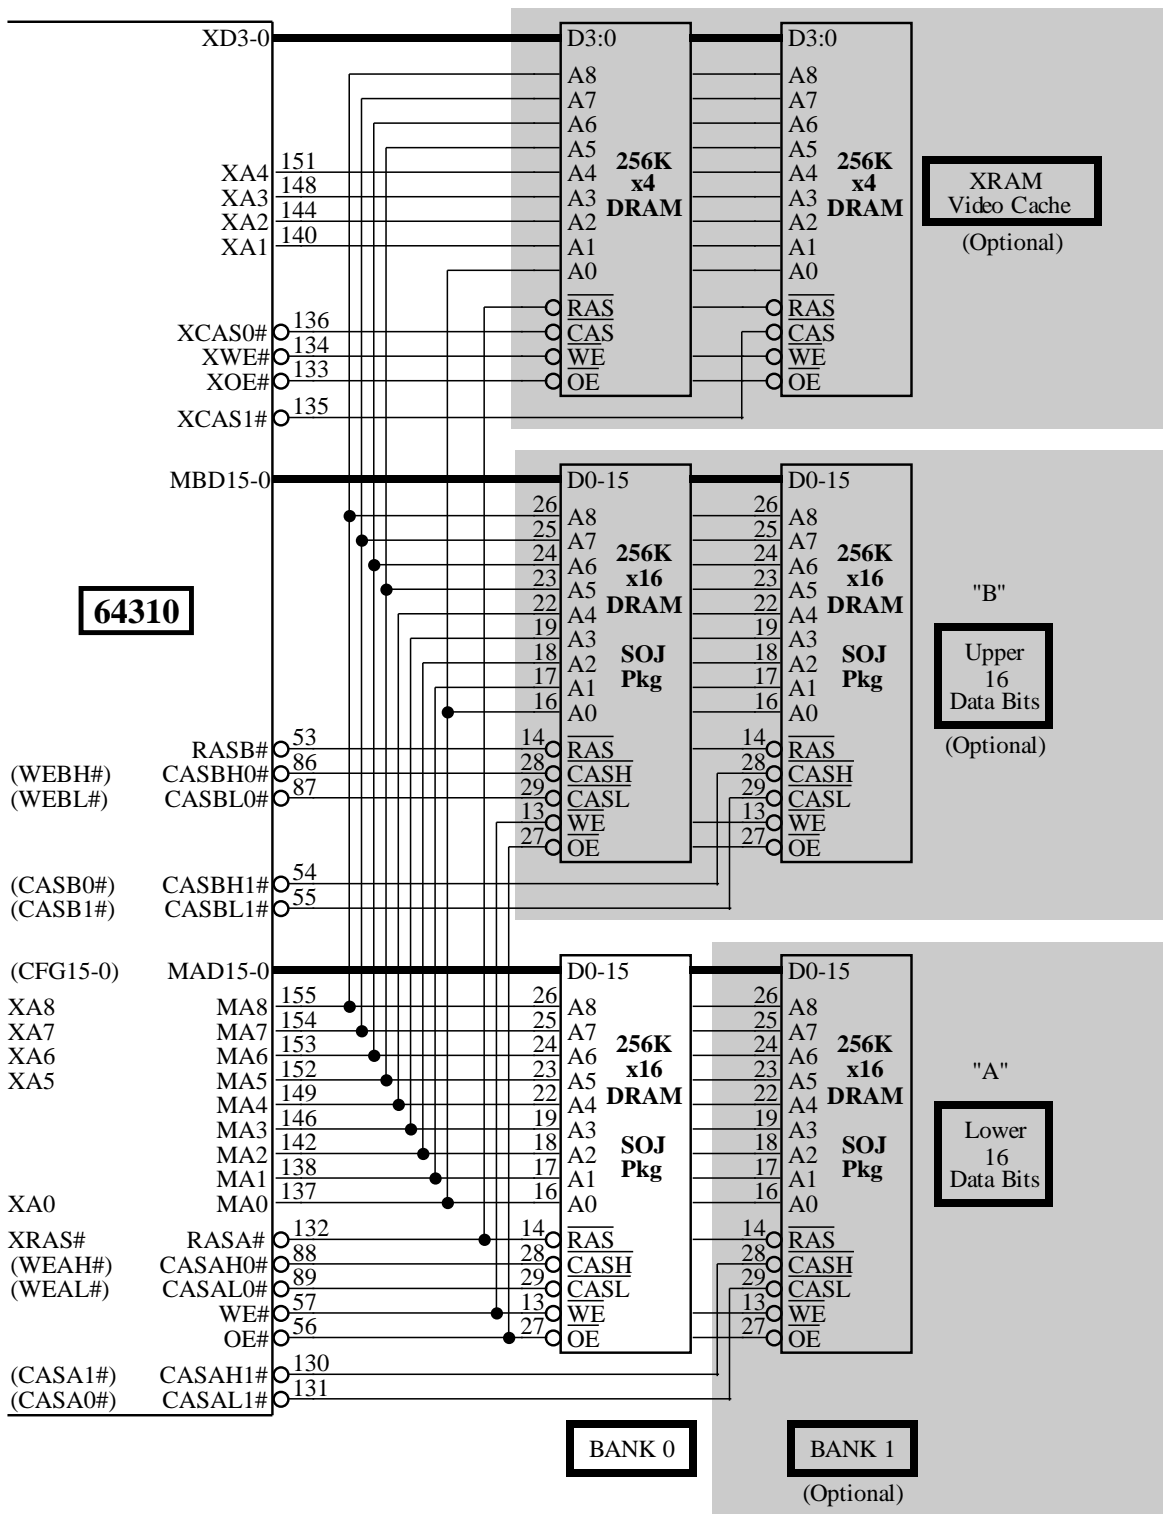 XD3-0 D3:0 D3:0
A8 A8
A7 A7
A6 A6
A5 A5
256K 256K
XA4 151 A4 x4 A4 x4
XA3 148 A3 DRAM A3 DRAM
XA2 144 A2 A2
XA1 140 A1 A1
A0 A0
XRAM
Video Cache
(Optional)
RAS RAS
XCAS0# 136 CAS CAS
XWE# 134 WE WE
XOE# 133 OE OE
XCAS1# 135
MBD15-0 D0-15 D0-15
26 A8 26 A8
25 A7 25 A7
24 A6 256K 24 A6 256K
23 A5 x16 23 A5 x16
22 A4 DRAM 22 A4 DRAM
19 A3 19 A3
18 A2 SOJ 18 A2 SOJ
17 A1 Pkg 17 A1 Pkg
16 A0 16 A0
64310
"B"
Upper
16
Data Bits
(Optional)
RASB# 53 14 RAS 14 RAS
(WEBH#) CASBH0# 86 28 CASH 28 CASH
(WEBL#) CASBL0# 87 29 CASL 29 CASL
13 WE 13 WE
27 OE 27 OE
(CASB0#) CASBH1# 54
(CASB1#) CASBL1# 55
(CFG15-0) MAD15-0 D0-15 D0-15
XA8 MA8 155 26 A8 26 A8
XA7 MA7 154 25 A7 25 A7
XA6 MA6 153 24 A6 256K 24 A6 256K
XA5 MA5 152 23 A5 x16 23 A5 x16
MA4 149 22 A4 DRAM 22 A4 DRAM
MA3 146 19 A3 19 A3
MA2 142 18 A2 SOJ 18 A2 SOJ
MA1 138 17 A1 Pkg 17 A1 Pkg
XA0 MA0 137 16 A0 16 A0
"A"
Lower
16
Data Bits
XRAS# RASA# 132 14 RAS 14 RAS
(WEAH#) CASAH0# 88 28 CASH 28 CASH
(WEAL#) CASAL0# 89 29 CASL 29 CASL
WE# 57 13 WE 13 WE
OE# 56 27 OE 27 OE
(CASA1#) CASAH1# 130
(CASA0#) CASAL1# 131
BANK 0 BANK 1
(Optional)